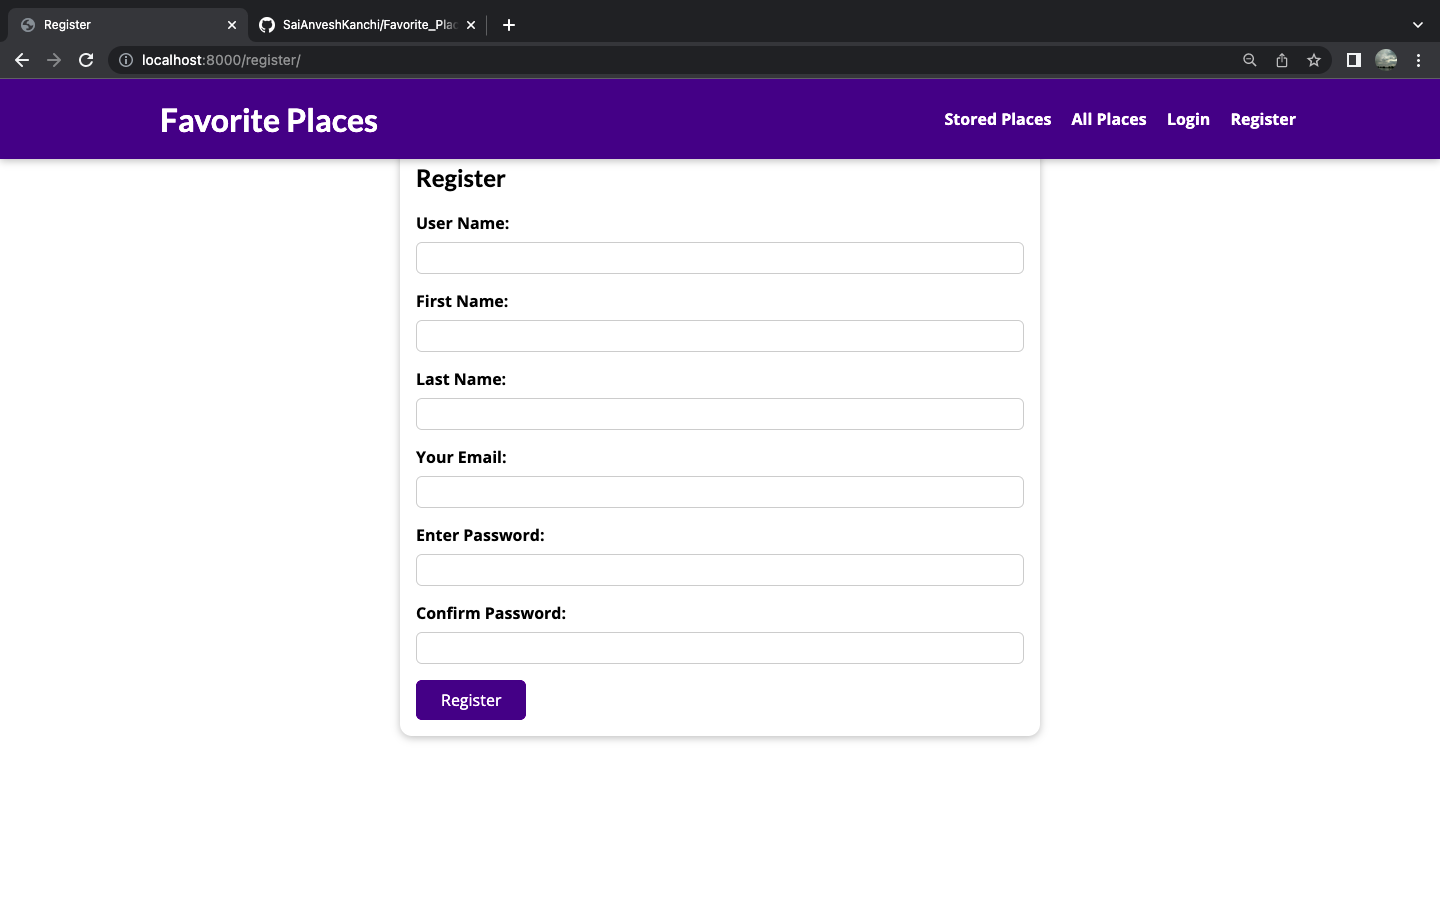 Register
SaiAnveshKanchi/Favorite_Plac
localhost:8000/register/
Favorite Places
Stored Places All Places Login Register
Register
User Name:
First Name:
Last Name:
Your Email:
Enter Password:
Confirm Password:
Register